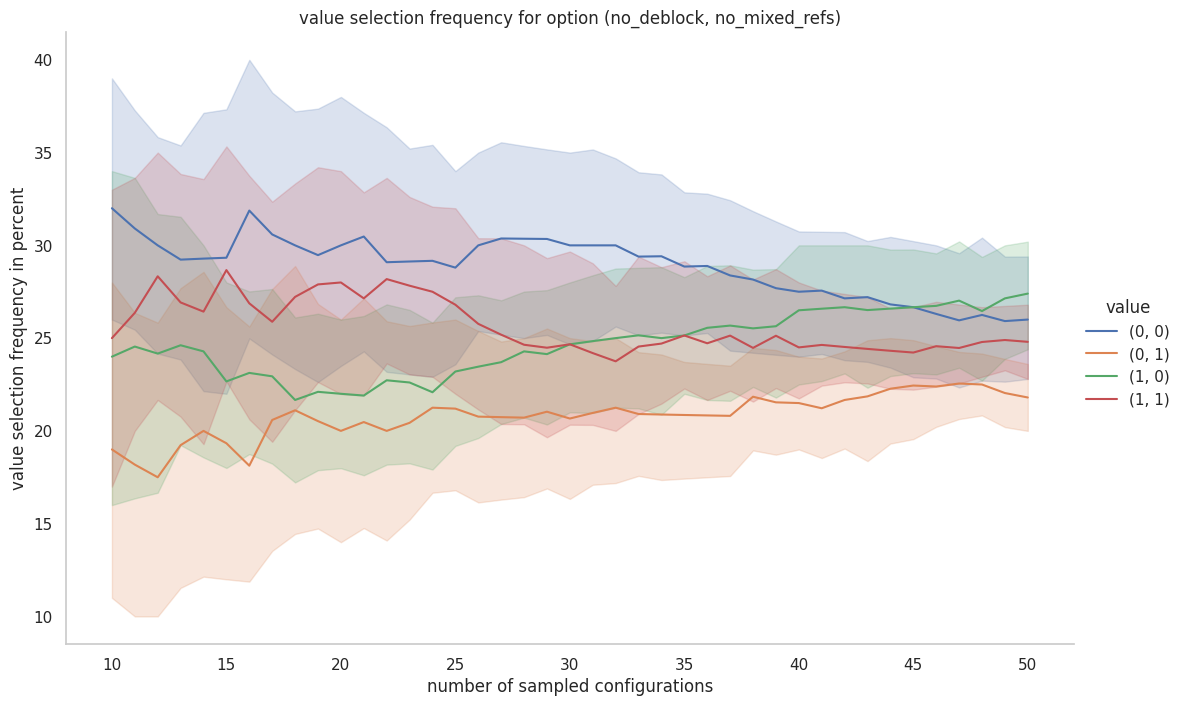 value selection frequency for option (no_deblock, no_mixed_refs)
value selection frequency in percent
40
35
30
25
20
15
10
10 15 20 25 30 35 40 45 50
number of sampled configurations
value
(0, 0)
(0, 1)
(1, 0)
(1, 1)